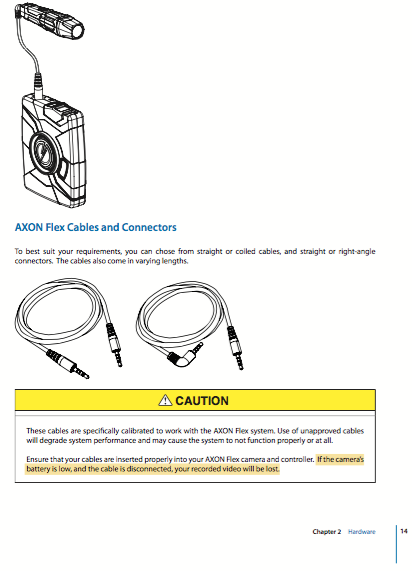 AXON Flex Cables and Connectors
To best suit your requirements, you can chose from straight or coiled cables, and straight or right-angle
connectors. The cables also come in varying lengths.
CAUTION
These cables are specifically calibrated to work with the AXON Flex system. Use of unapproved cables
will degrade system performance and may cause the system to not function properly or at all.
Ensure that your cables are inserted properly into your AXON Flex camera and controller. If the camera's
battery is low, and the cable is disconnected, your recorded video will be lost.
Chapter 2 Hardware 14